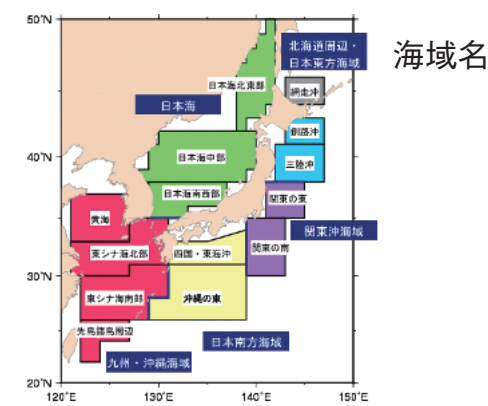 海域名
50°N
北海道周辺・
日本東方海域
日本海北東部
網走沖
日本海
釧路沖
40°N
日本海中部
三陸沖
日本海南西部
関東の東
黄海
関東沖海域
東シナ海北部
四国・東海沖
関東の南
30°N
東シナ海南部
沖縄の東
先島諸島周辺
日本南方海域
九州・沖縄海域
20°N
120°E
130°E
140°E
150°E